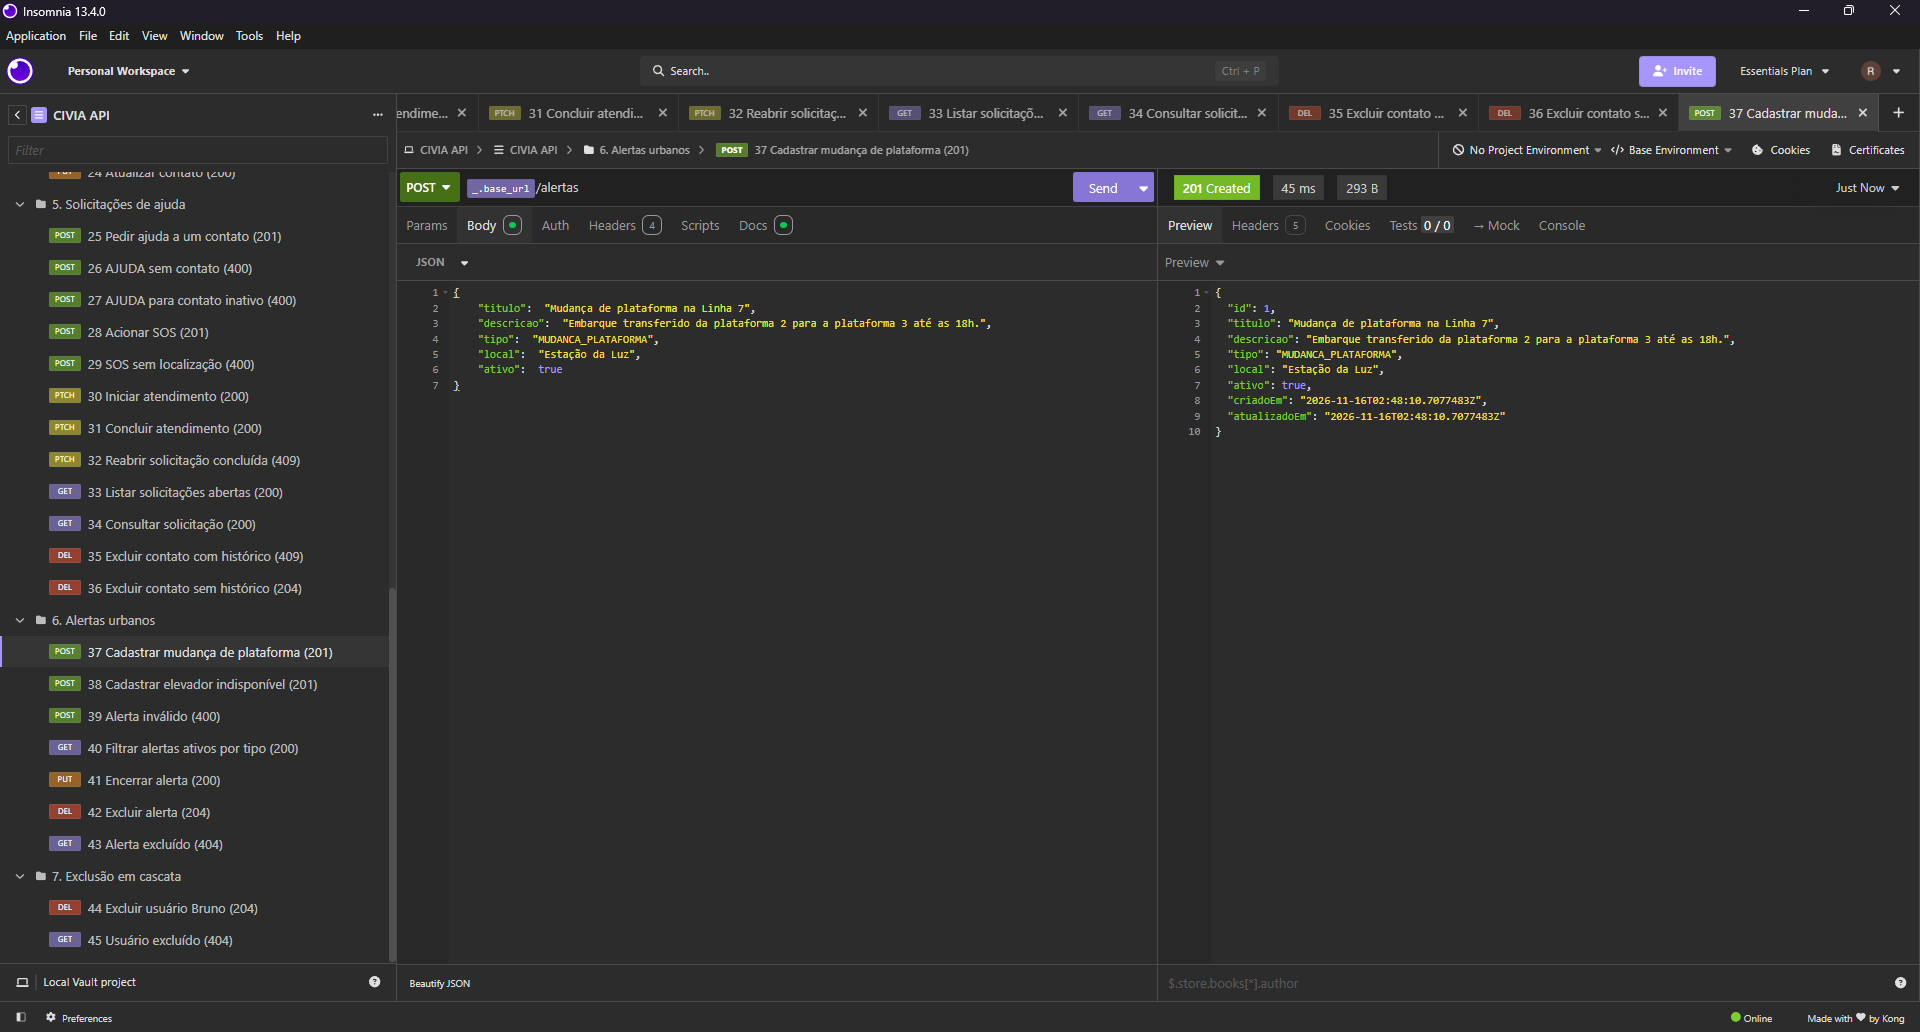 Insomnia 13.4.0
Application File Edit View Window Tools Help
Personal Workspace
Search..
Ctrl + P
Invite
Essentials Plan
R
CIVIA API
endime...
PTCH 31 Concluir atendi...
PTCH 32 Reabrir solicitaç...
GET 33 Listar solicitaçõ...
GET 34 Consultar solicit...
DEL 35 Excluir contato ...
DEL 36 Excluir contato s...
POST 37 Cadastrar muda...
Filter
CIVIA API > CIVIA API > 6. Alertas urbanos > POST 37 Cadastrar mudança de plataforma (201)
No Project Environment
</> Base Environment
Cookies
Certificates
24 Atualizar contato (200)
5. Solicitações de ajuda
POST 25 Pedir ajuda a um contato (201)
POST 26 AJUDA sem contato (400)
POST 27 AJUDA para contato inativo (400)
POST 28 Acionar SOS (201)
POST 29 SOS sem localização (400)
PTCH 30 Iniciar atendimento (200)
PTCH 31 Concluir atendimento (200)
PTCH 32 Reabrir solicitação concluída (409)
GET 33 Listar solicitações abertas (200)
GET 34 Consultar solicitação (200)
DEL 35 Excluir contato com histórico (409)
DEL 36 Excluir contato sem histórico (204)
6. Alertas urbanos
POST 37 Cadastrar mudança de plataforma (201)
POST 38 Cadastrar elevador indisponível (201)
POST 39 Alerta inválido (400)
GET 40 Filtrar alertas ativos por tipo (200)
PUT 41 Encerrar alerta (200)
DEL 42 Excluir alerta (204)
GET 43 Alerta excluído (404)
7. Exclusão em cascata
DEL 44 Excluir usuário Bruno (204)
GET 45 Usuário excluído (404)
Local Vault project
Preferences
POST _.base_url /alertas
Send
Params Body Auth Headers 4 Scripts Docs
JSON
1 {
2 "titulo": "Mudança de plataforma na Linha 7",
3 "descricao": "Embarque transferido da plataforma 2 para a plataforma 3 até as 18h.",
4 "tipo": "MUDANCA_PLATAFORMA",
5 "local": "Estação da Luz",
6 "ativo": true
7 }
Beautify JSON
201 Created 45 ms 293 B
Just Now
Preview Headers 5 Cookies Tests 0 / 0 → Mock Console
Preview
1 {
2 "id": 1,
3 "titulo": "Mudança de plataforma na Linha 7",
4 "descricao": "Embarque transferido da plataforma 2 para a plataforma 3 até as 18h.",
5 "tipo": "MUDANCA_PLATAFORMA",
6 "local": "Estação da Luz",
7 "ativo": true,
8 "criadoEm": "2026-11-16T02:48:10.7077483Z",
9 "atualizadoEm": "2026-11-16T02:48:10.7077483Z"
10 }
$.store.books[*].author
Online
Made with ♥ by Kong